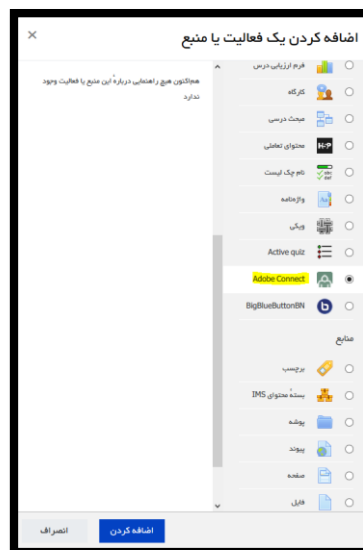 اضافه کردن یک فعالیت یا منبع
×
فرم ارزیابی درس
کارگاه
مبحث درسی
محتوای تعاملی
H-P
نام چک لیست
واژه‌نامه
ویکی
Active quiz
Adobe Connect
BigBlueButtonBN
منابع
برچسب
بستهٔ محتوای IMS
پوشه
پیوند
صفحه
فایل
هم‌اکنون هیچ راهنمایی دربارهٔ این منبع یا فعالیت وجود
ندارد
اضافه کردن
انصراف